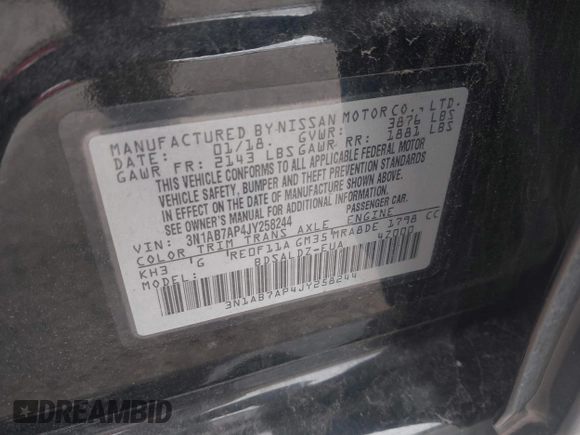 MANUFACTURED BY NISSAN MOTOR CO., LTD.
DATE: 01/18. GVWR: 3876 LBS
GAWR FR: 2143 LBS GAWR RR: 1881 LBS
THIS VEHICLE CONFORMS TO ALL APPLICABLE FEDERAL MOTOR
VEHICLE SAFETY, BUMPER AND THEFT PREVENTION STANDARDS
IN EFFECT ON THE DATE OF MANUFACTURE SHOWN ABOVE.
SEE OWNER'S MANUAL FOR ADDITIONAL INFORMATION.
VIN: 3N1AB7AP4JY258244 PASSENGER CAR.
COLOR TRIM TRANS AXLE ENGINE
KH3 G RE0F11A GM35 MRA8DE 1798 CC
BDSALDZ-EUA 47000
3N1AB7AP4JY258244
DREAMBID